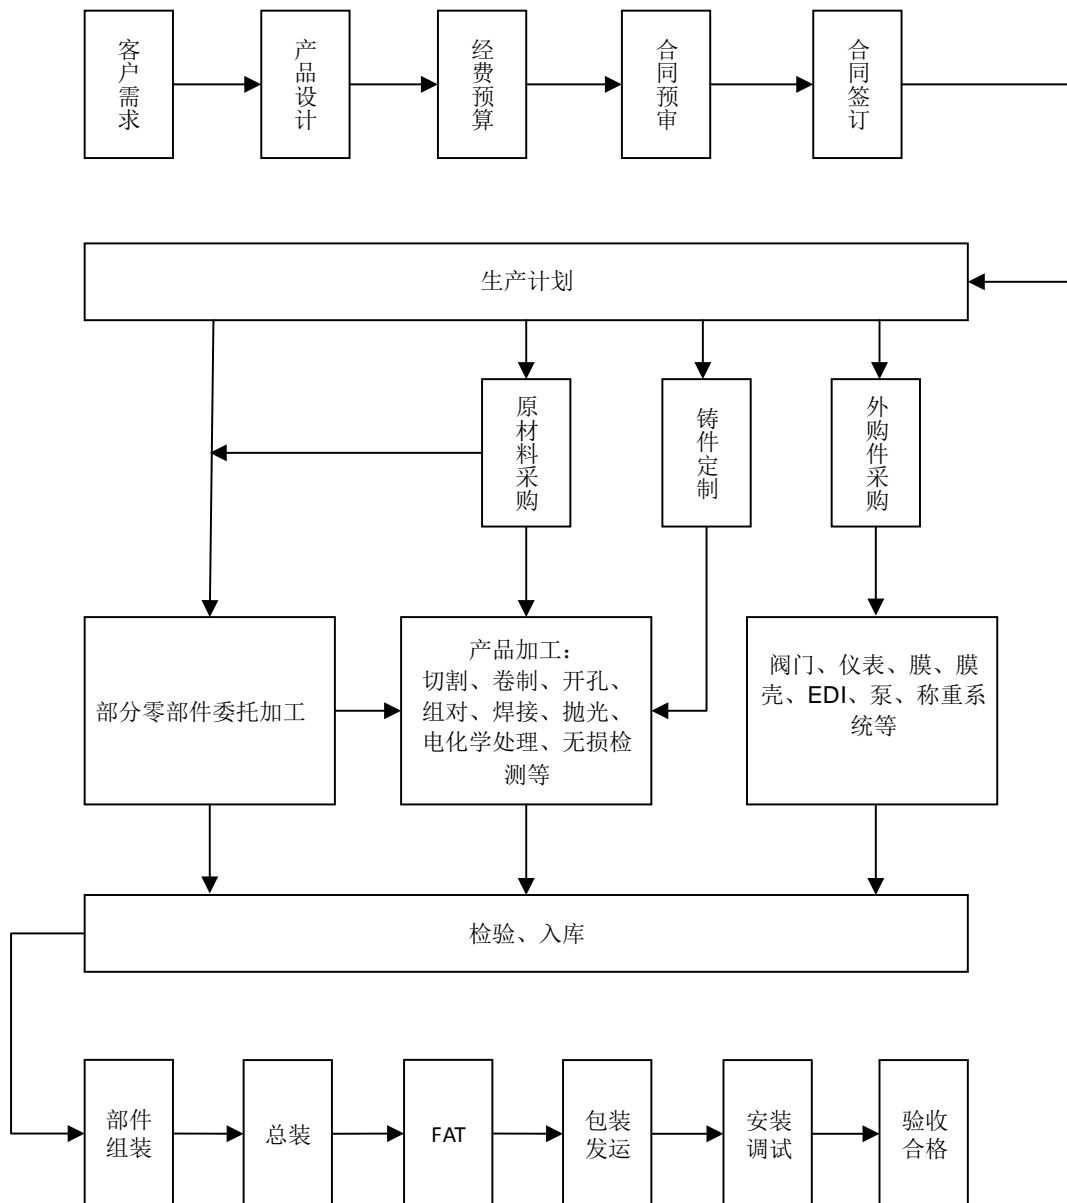 客户需求
产品设计
经费预算
合同预审
合同签订
生产计划
原材料采购
铸件定制
外购件采购
部分零部件委托加工
产品加工：
切割、卷制、开孔、
组对、焊接、抛光、
电化学处理、无损检
测等
阀门、仪表、膜、膜
壳、EDI、泵、称重系
统等
检验、入库
部件
组装
总装
FAT
包装
发运
安装
调试
验收
合格